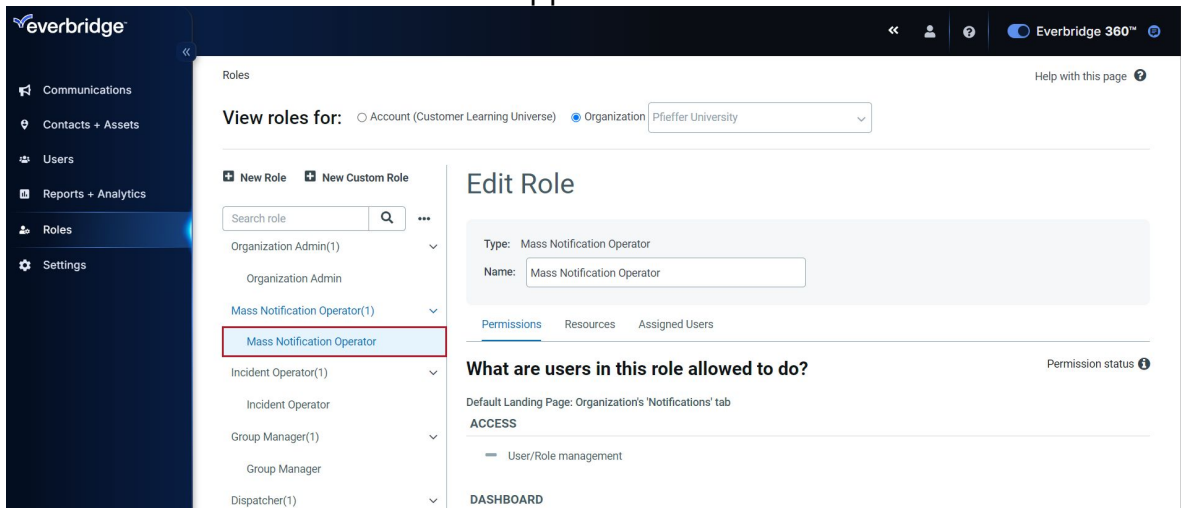 everbridge
Everbridge 360™
Communications
Contacts + Assets
Users
Reports + Analytics
Roles
Settings
Roles
Help with this page
View roles for: Account (Customer Learning Universe) Organization Pfieffer University
New Role New Custom Role
Search role
Organization Admin(1)
Organization Admin
Mass Notification Operator(1)
Mass Notification Operator
Incident Operator(1)
Incident Operator
Group Manager(1)
Group Manager
Dispatcher(1)
Edit Role
Type: Mass Notification Operator
Name: Mass Notification Operator
Permissions Resources Assigned Users
What are users in this role allowed to do?
Permission status
Default Landing Page: Organization's 'Notifications' tab
ACCESS
User/Role management
DASHBOARD